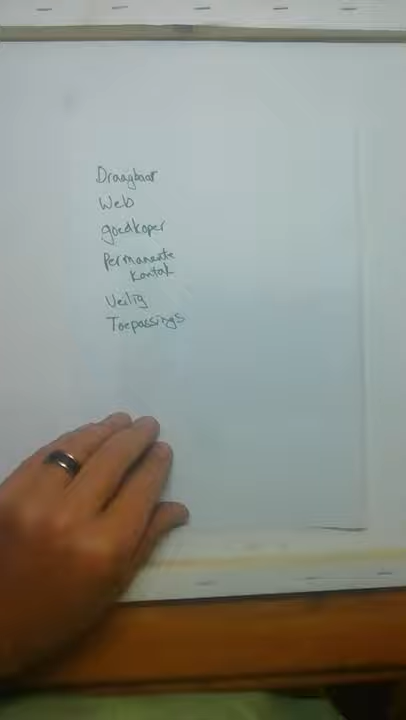 Draagbaar
Web
goedkoper
Permanente
kontak
Veilig
Toepassings